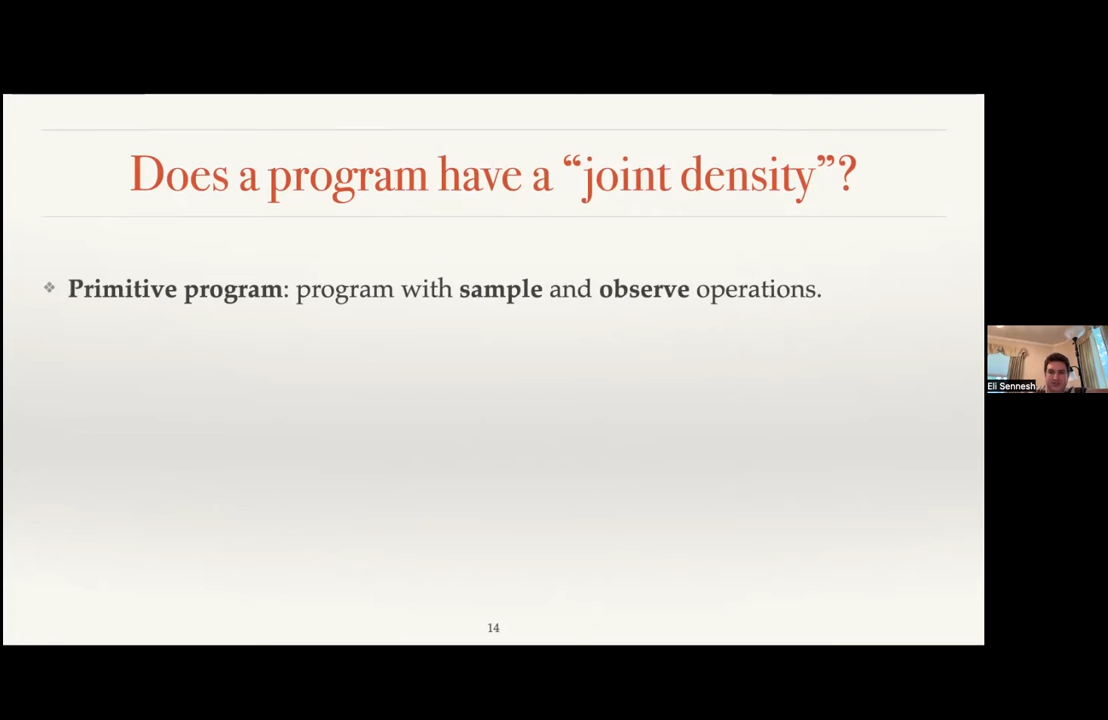 Does a program have a “joint density”?
❖ Primitive program: program with sample and observe operations.
Eli Sennesh
14